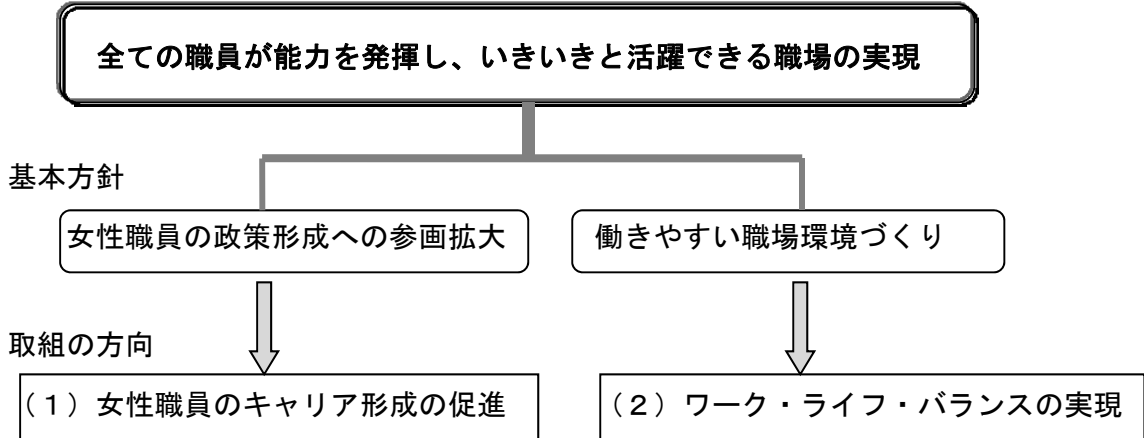 全ての職員が能力を発揮し、いきいきと活躍できる職場の実現
基本方針
女性職員の政策形成への参画拡大
働きやすい職場環境づくり
取組の方向
(1)女性職員のキャリア形成の促進
(2)ワーク・ライフ・バランスの実現